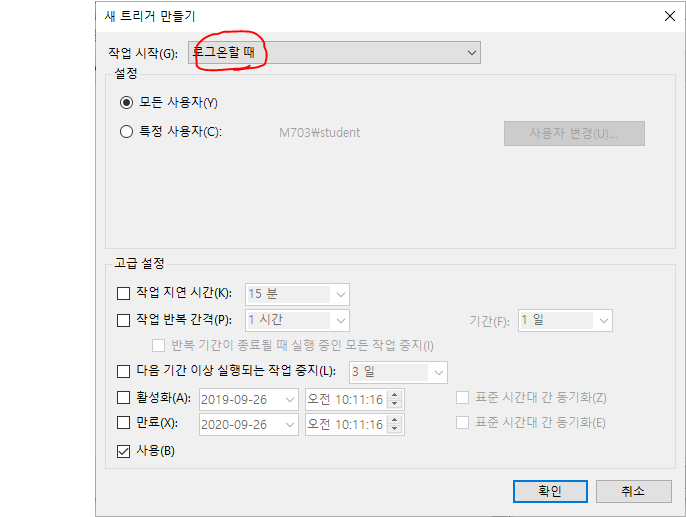 새 트리거 만들기
작업 시작(G): 로그온할 때
설정
모든 사용자(Y)
특정 사용자(C): M703₩student 사용자 변경(U)...
고급 설정
작업 지연 시간(K): 15 분
작업 반복 간격(P): 1 시간 기간(F): 1 일
반복 기간이 종료될 때 실행 중인 모든 작업 중지(I)
다음 기간 이상 실행되는 작업 중지(L): 3 일
활성화(A): 2019-09-26 오전 10:11:16 표준 시간대 간 동기화(Z)
만료(X): 2020-09-26 오전 10:11:16 표준 시간대 간 동기화(E)
사용(B)
확인 취소